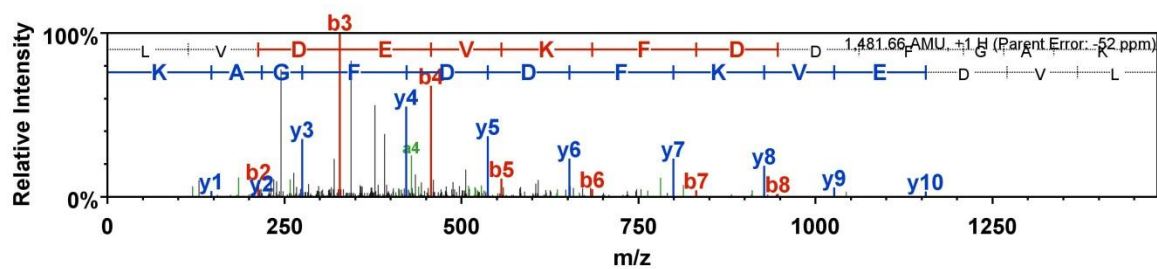 b3
100%
L V D E V K F D D F G A K
1,481.66 AMU, +1 H (Parent Error: -52 ppm)
K A G F D D F K V E D V L
b4
y4
y3
y5
a4
y6
y7
y8
b2
b5
y1
y2
b6
b7
b8
y9
y10
0%
Relative Intensity
0 250 500 750 1000 1250
m/z